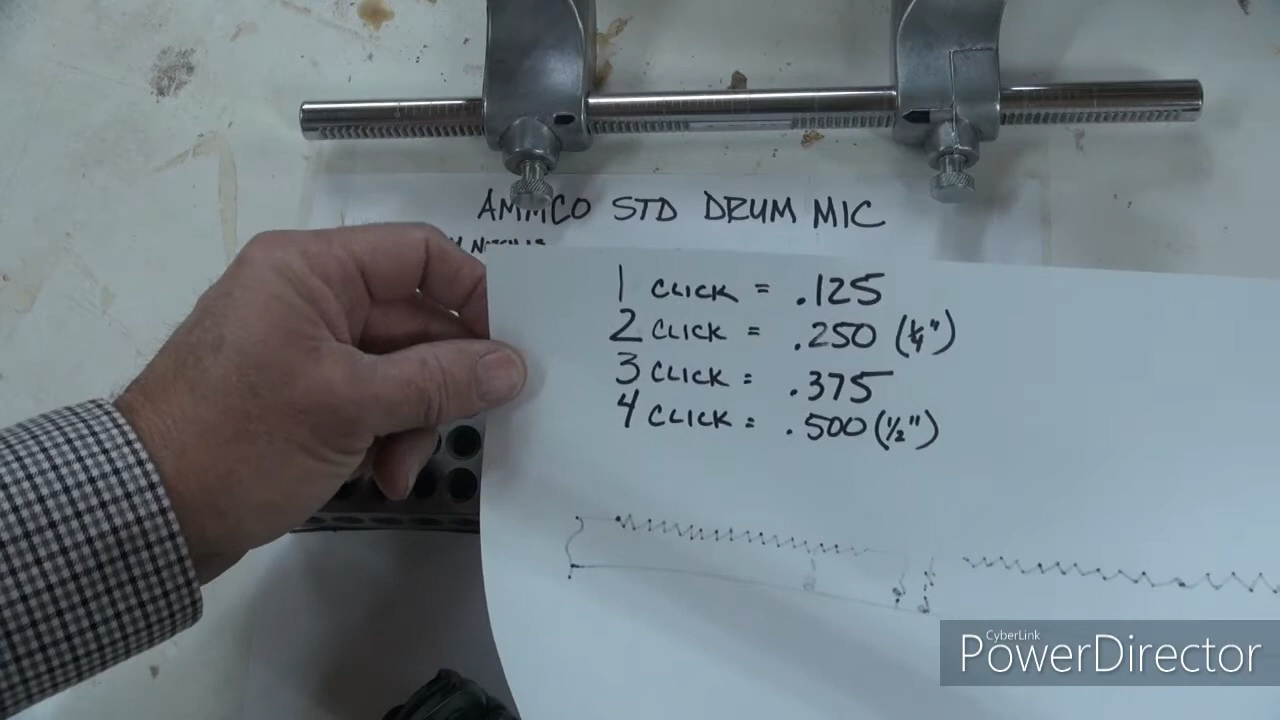 AMMCO STD DRUM MIC
1 CLICK = .125
2 CLICK = .250 (1/4")
3 CLICK = .375
4 CLICK = .500 (1/2")
CyberLink
PowerDirector